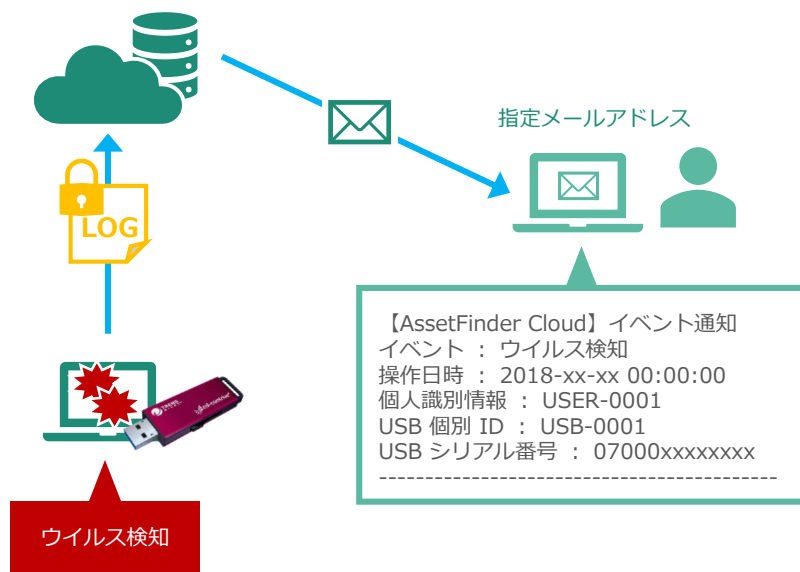 指定メールアドレス
LOG
【AssetFinder Cloud】イベント通知
イベント : ウイルス検知
操作日時 : 2018-xx-xx 00:00:00
個人識別情報 : USER-0001
USB 個別 ID : USB-0001
USB シリアル番号 : 07000xxxxxxxx
-------------------------------------------
TREND
MICRO
ウイルス検知